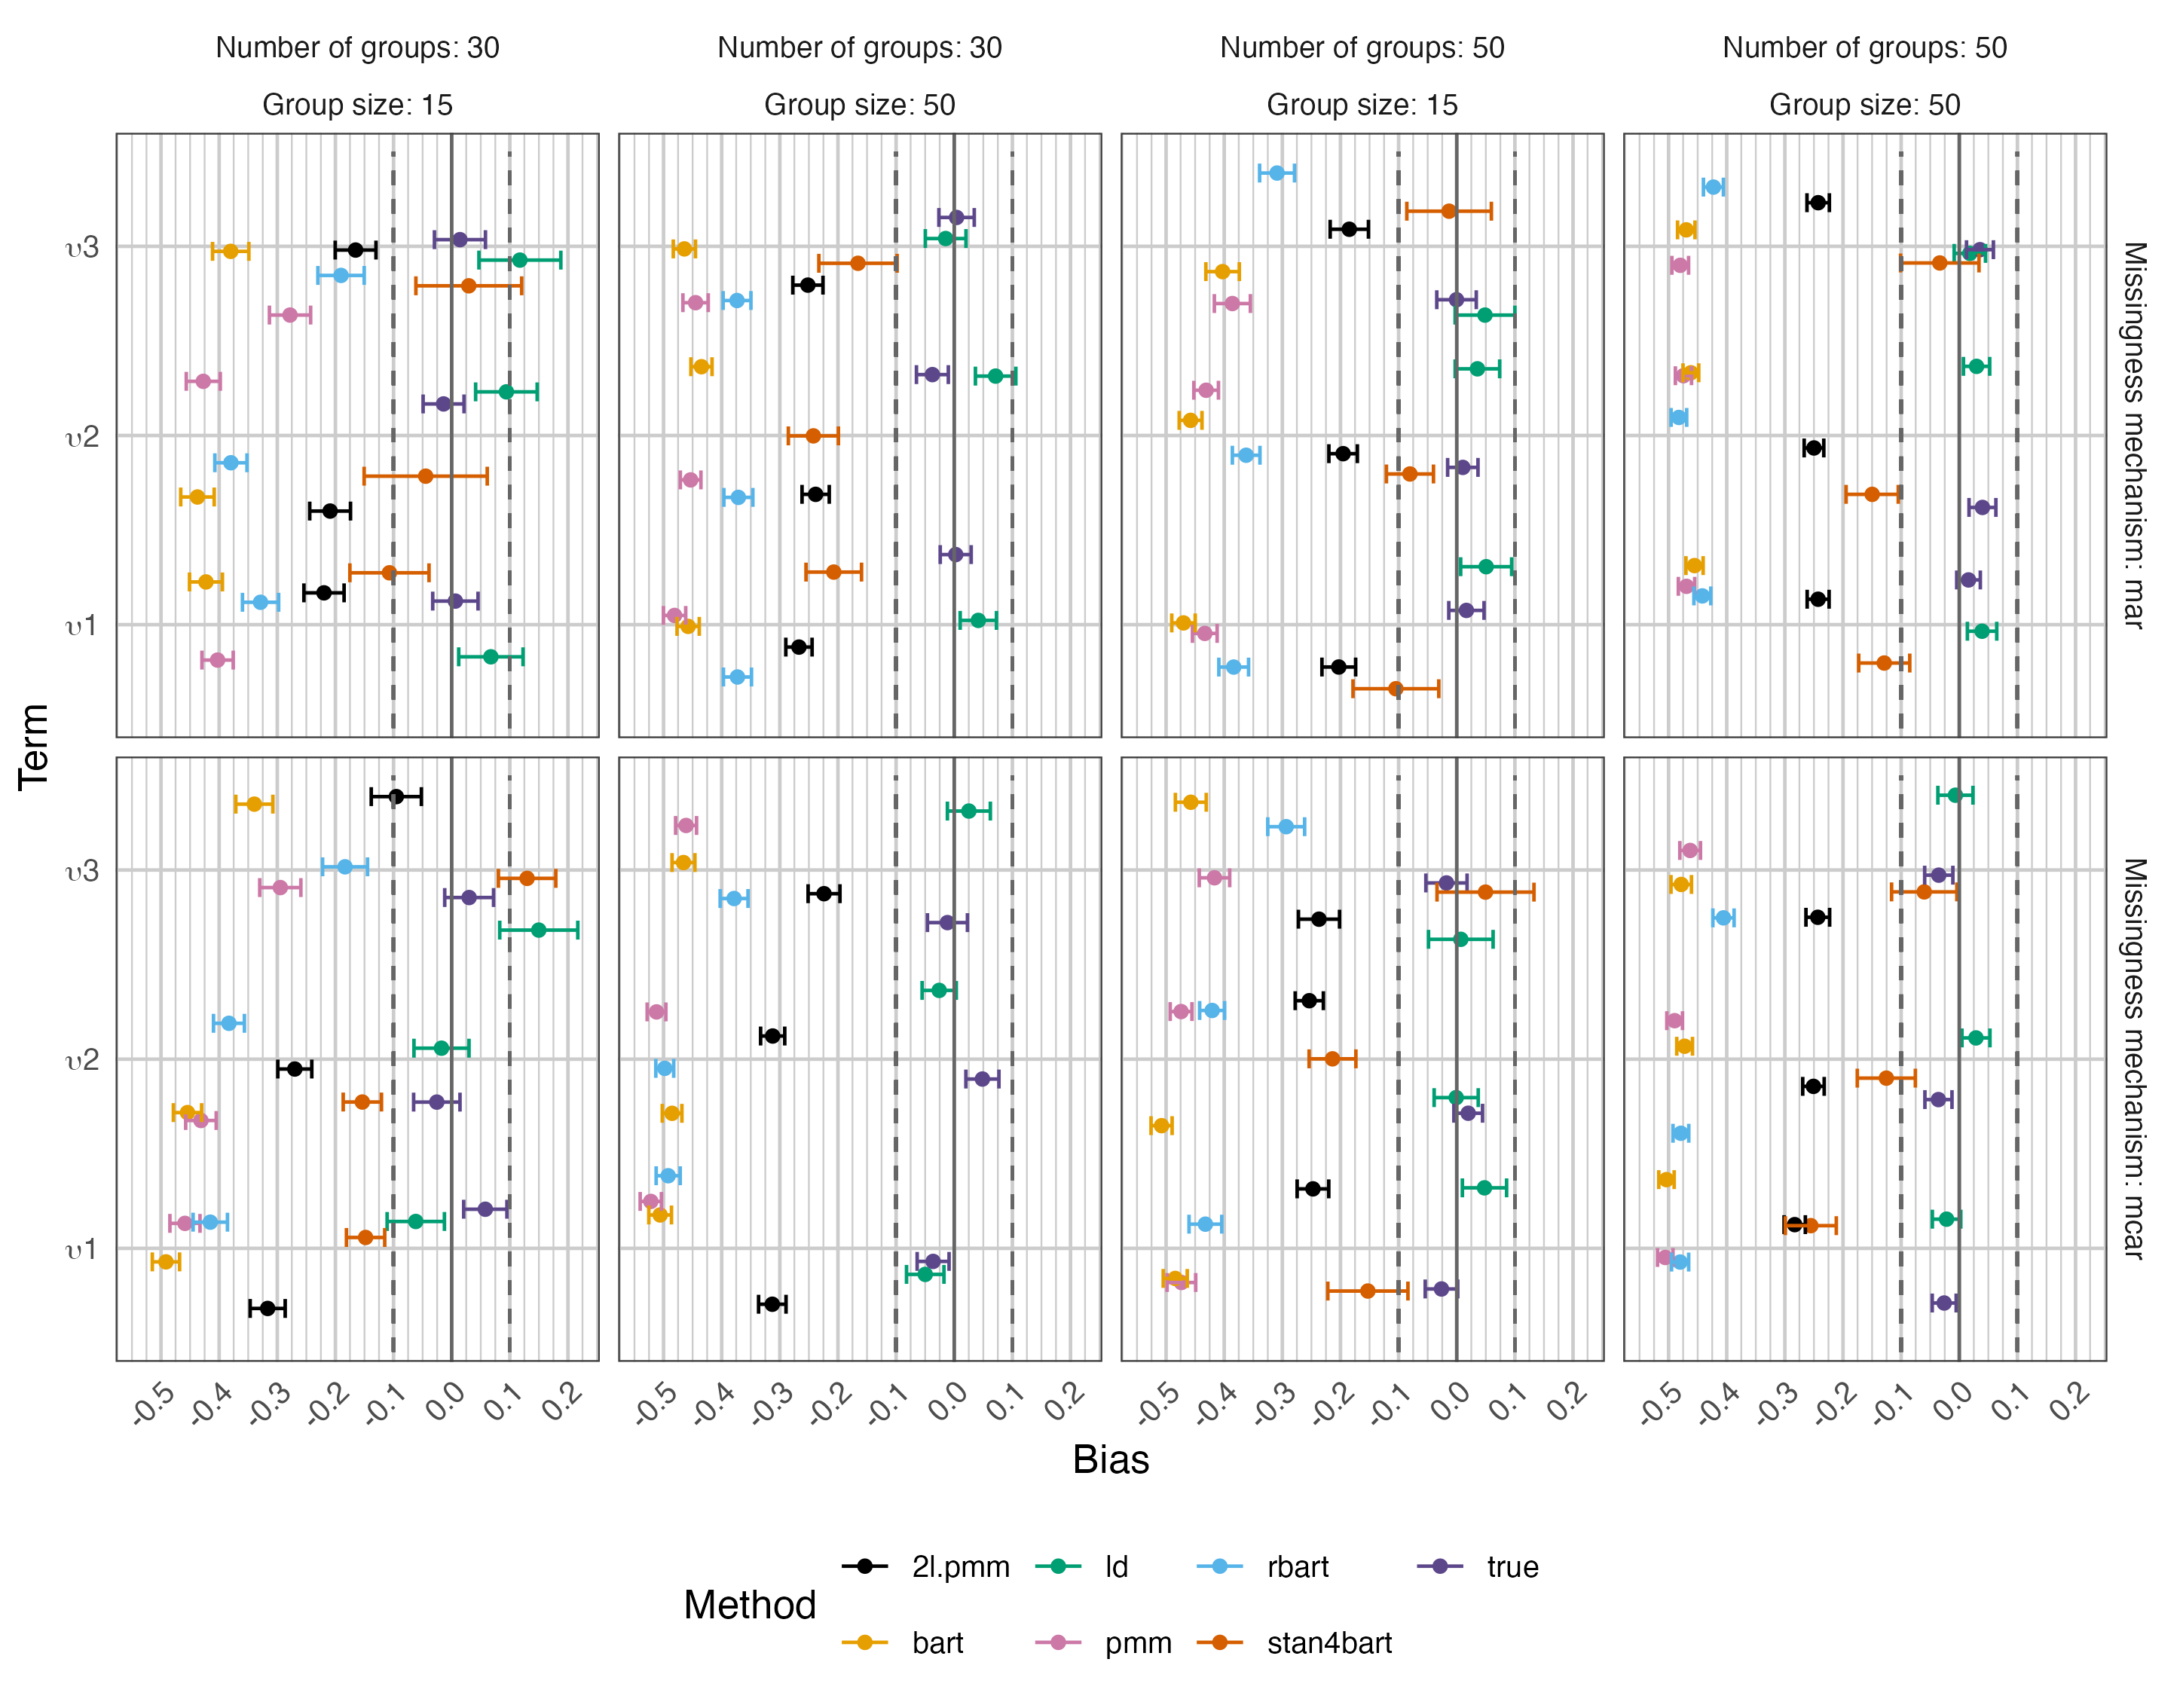 Number of groups: 30
Number of groups: 30
Number of groups: 50
Number of groups: 50
Group size: 15
Group size: 50
Group size: 15
Group size: 50
υ3
υ2
υ1
Missingness mechanism: mar
Term
υ3
υ2
υ1
Missingness mechanism: mcar
-0.5 -0.4 -0.3 -0.2 -0.1 0.0 0.1 0.2
-0.5 -0.4 -0.3 -0.2 -0.1 0.0 0.1 0.2
-0.5 -0.4 -0.3 -0.2 -0.1 0.0 0.1 0.2
-0.5 -0.4 -0.3 -0.2 -0.1 0.0 0.1 0.2
Bias
Method
2l.pmm ld rbart true
bart pmm stan4bart